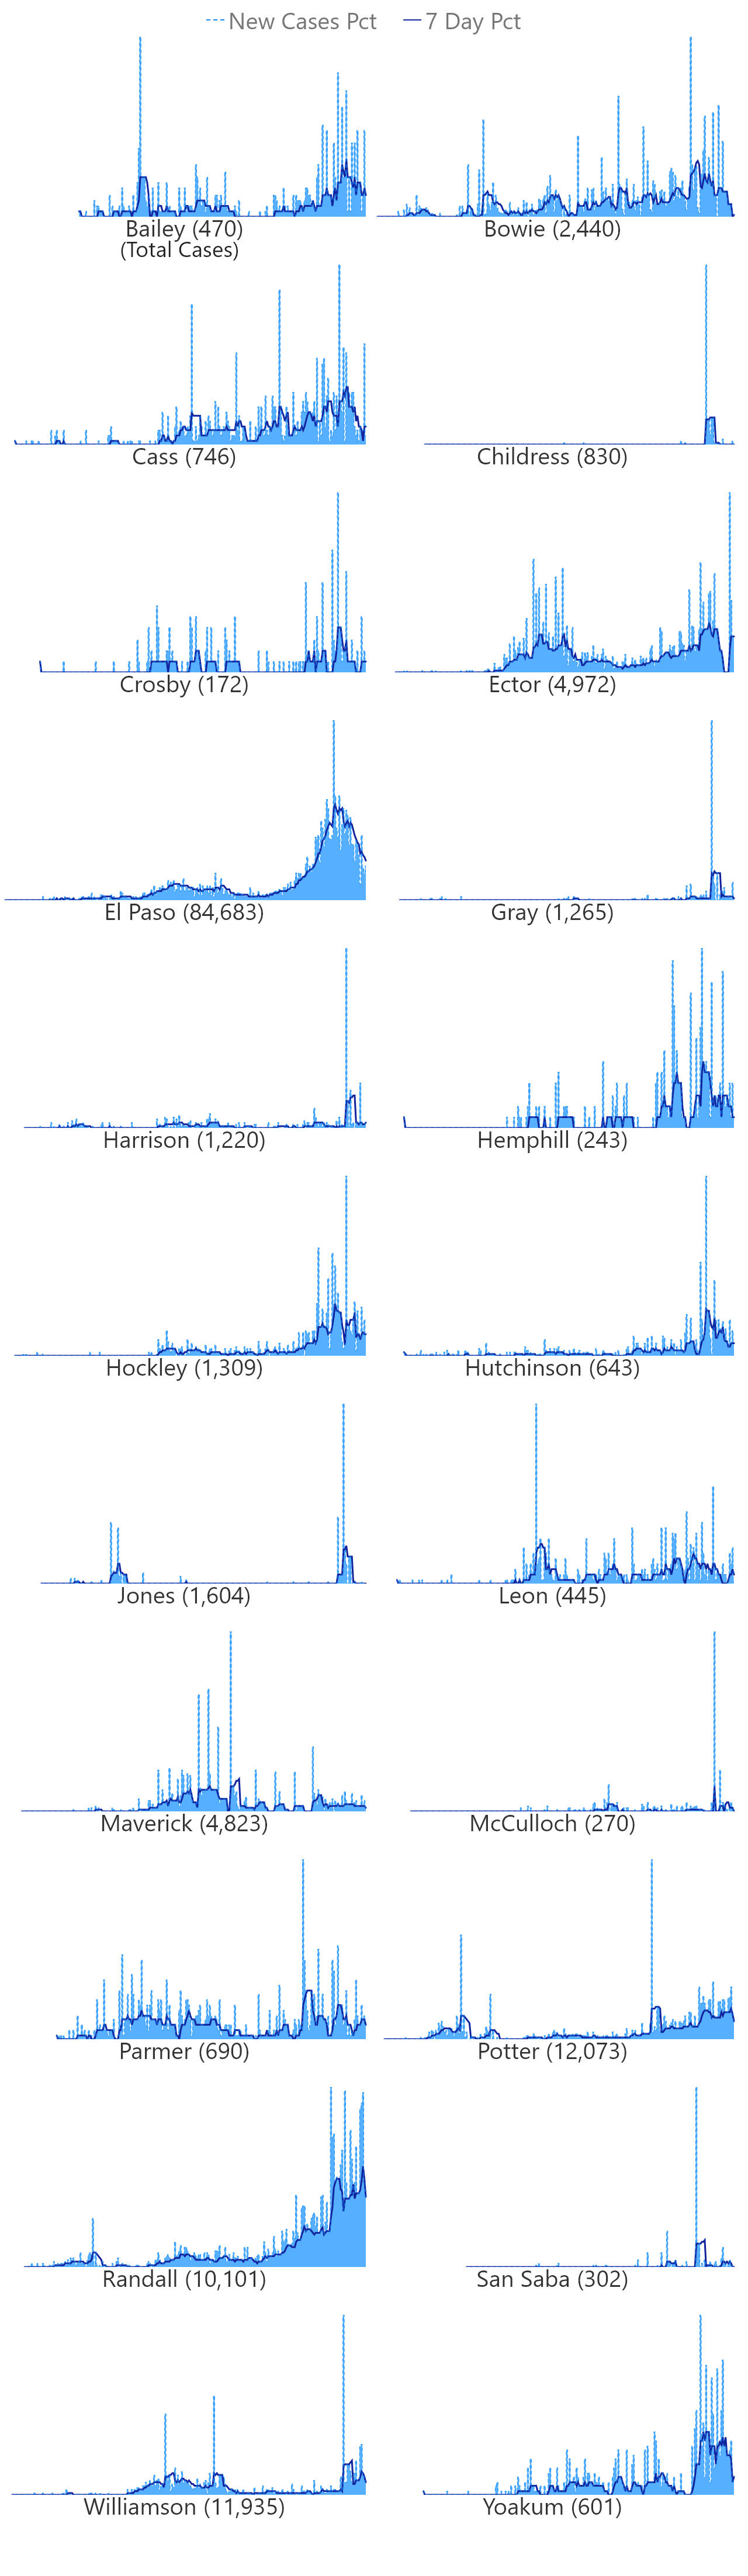 New Cases Pct 7 Day Pct
Bailey (470) Bowie (2,440)
(Total Cases)
Cass (746) Childress (830)
Crosby (172) Ector (4,972)
El Paso (84,683) Gray (1,265)
Harrison (1,220) Hemphill (243)
Hockley (1,309) Hutchinson (643)
Jones (1,604) Leon (445)
Maverick (4,823) McCulloch (270)
Parmer (690) Potter (12,073)
Randall (10,101) San Saba (302)
Williamson (11,935) Yoakum (601)